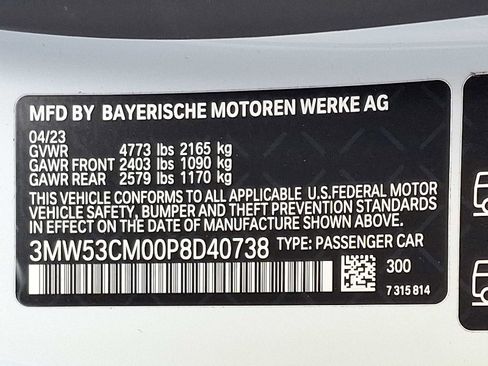 MFD BY BAYERISCHE MOTOREN WERKE AG
04/23
GVWR 4773 lbs 2165 kg
GAWR FRONT 2403 lbs 1090 kg
GAWR REAR 2579 lbs 1170 kg
THIS VEHICLE CONFORMS TO ALL APPLICABLE U.S.FEDERAL MOTOR
VEHICLE SAFETY, BUMPER AND THEFT PREVENTION STANDARDS
IN EFFECT ON THE DATE OF MANUFACTURE SHOWN ABOVE.
3MW53CM00P8D40738 TYPE: PASSENGER CAR
300
7 315 814